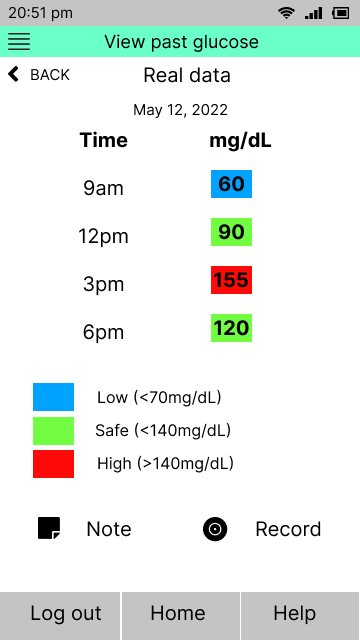 20:51 pm
View past glucose
BACK Real data
May 12, 2022
Time mg/dL
9am 60
12pm 90
3pm 155
6pm 120
Low (<70mg/dL)
Safe (<140mg/dL)
High (>140mg/dL)
Note Record
Log out Home Help